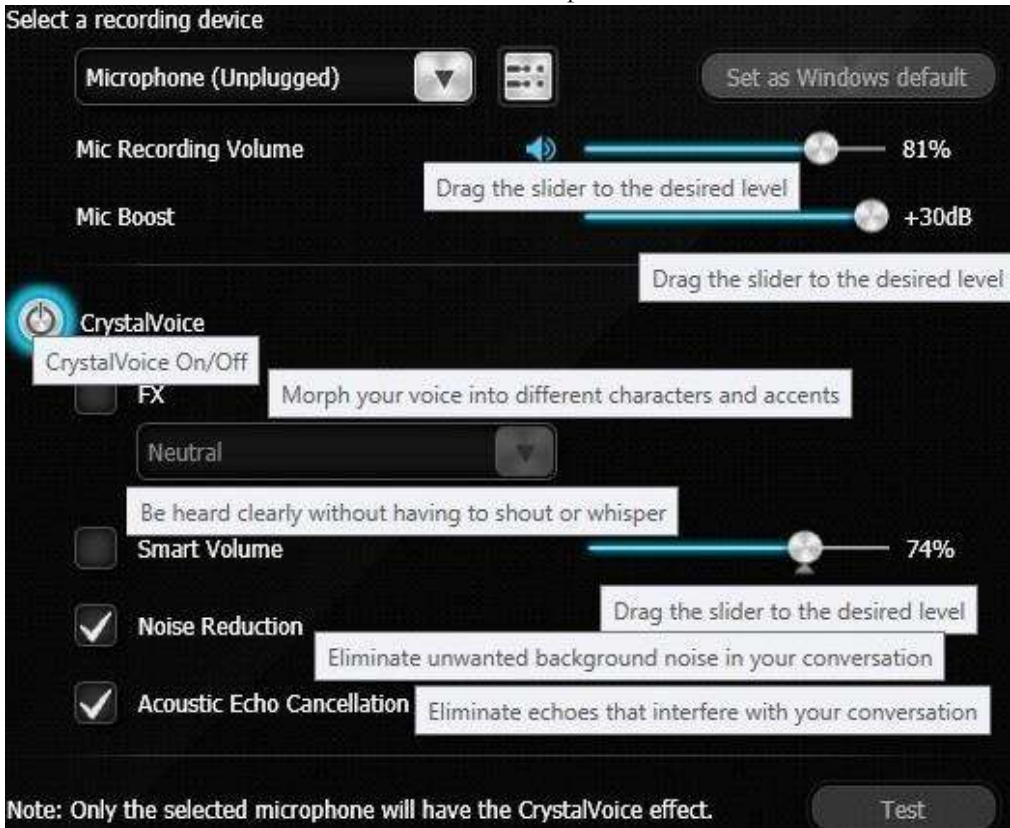 Select a recording device
Microphone (Unplugged)
Set as Windows default
Mic Recording Volume
81%
Drag the slider to the desired level
Mic Boost
+30dB
Drag the slider to the desired level
CrystalVoice
CrystalVoice On/Off
FX
Morph your voice into different characters and accents
Neutral
Be heard clearly without having to shout or whisper
Smart Volume
74%
Drag the slider to the desired level
Noise Reduction
Eliminate unwanted background noise in your conversation
Acoustic Echo Cancellation
Eliminate echoes that interfere with your conversation
Note: Only the selected microphone will have the CrystalVoice effect.
Test